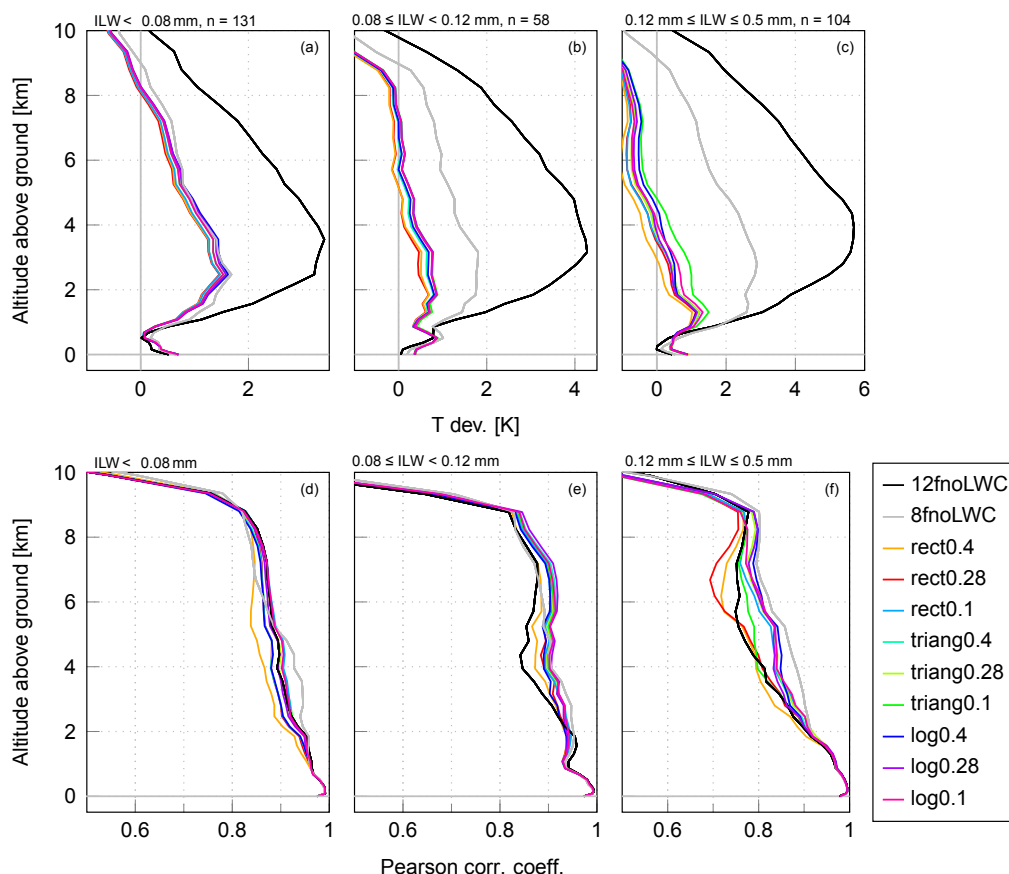 ILW < 0.08 mm, n = 131
0.08 ≤ ILW < 0.12 mm, n = 58
0.12 mm ≤ ILW ≤ 0.5 mm, n = 104
(a)
(b)
(c)
Altitude above ground [km]
10
8
6
4
2
0
0 2
0 2 4
0 2 4 6
T dev. [K]
ILW < 0.08 mm
0.08 ≤ ILW < 0.12 mm
0.12 mm ≤ ILW ≤ 0.5 mm
(d)
(e)
(f)
Altitude above ground [km]
10
8
6
4
2
0
0.6 0.8 1
0.6 0.8 1
0.6 0.8 1
Pearson corr. coeff.
12fnoLWC
8fnoLWC
rect0.4
rect0.28
rect0.1
triang0.4
triang0.28
triang0.1
log0.4
log0.28
log0.1